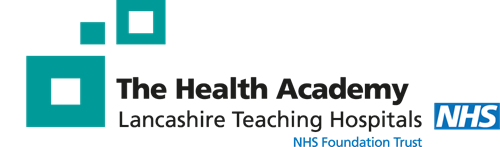 The Health Academy
Lancashire Teaching Hospitals NHS
NHS Foundation Trust